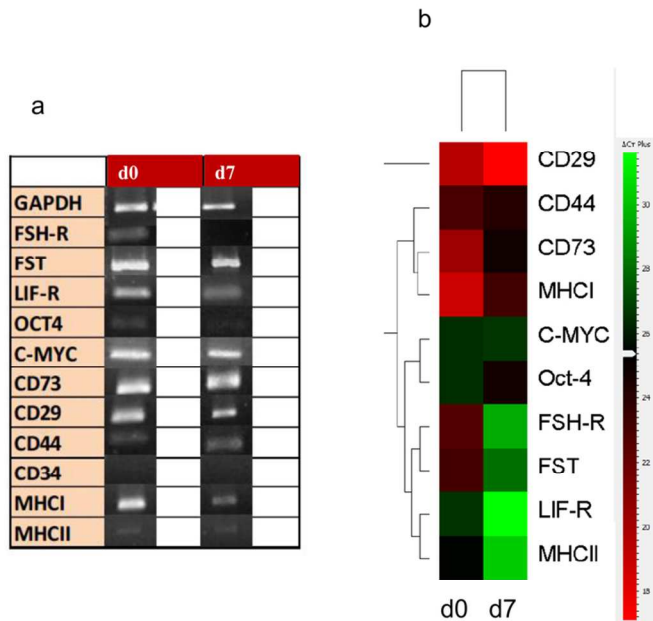 a
d0 d7
GAPDH
FSH-R
FST
LIF-R
OCT4
C-MYC
CD73
CD29
CD44
CD34
MHCI
MHCII
b
CD29
CD44
CD73
MHCI
C-MYC
Oct-4
FSH-R
FST
LIF-R
MHCII
d0 d7
ΔCт Plus
30
28
26
24
22
20
18